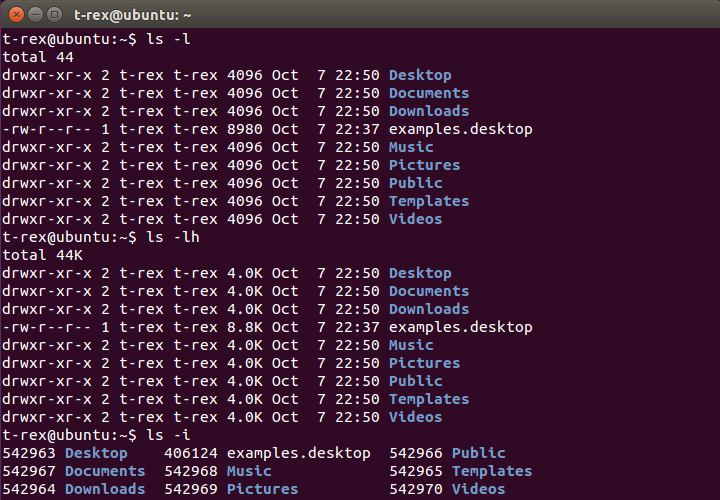 t-rex@ubuntu: ~
t-rex@ubuntu:~$ ls -l
total 44
drwxr-xr-x 2 t-rex t-rex 4096 Oct  7 22:50 Desktop
drwxr-xr-x 2 t-rex t-rex 4096 Oct  7 22:50 Documents
drwxr-xr-x 2 t-rex t-rex 4096 Oct  7 22:50 Downloads
-rw-r--r-- 1 t-rex t-rex 8980 Oct  7 22:37 examples.desktop
drwxr-xr-x 2 t-rex t-rex 4096 Oct  7 22:50 Music
drwxr-xr-x 2 t-rex t-rex 4096 Oct  7 22:50 Pictures
drwxr-xr-x 2 t-rex t-rex 4096 Oct  7 22:50 Public
drwxr-xr-x 2 t-rex t-rex 4096 Oct  7 22:50 Templates
drwxr-xr-x 2 t-rex t-rex 4096 Oct  7 22:50 Videos
t-rex@ubuntu:~$ ls -lh
total 44K
drwxr-xr-x 2 t-rex t-rex 4.0K Oct  7 22:50 Desktop
drwxr-xr-x 2 t-rex t-rex 4.0K Oct  7 22:50 Documents
drwxr-xr-x 2 t-rex t-rex 4.0K Oct  7 22:50 Downloads
-rw-r--r-- 1 t-rex t-rex 8.8K Oct  7 22:37 examples.desktop
drwxr-xr-x 2 t-rex t-rex 4.0K Oct  7 22:50 Music
drwxr-xr-x 2 t-rex t-rex 4.0K Oct  7 22:50 Pictures
drwxr-xr-x 2 t-rex t-rex 4.0K Oct  7 22:50 Public
drwxr-xr-x 2 t-rex t-rex 4.0K Oct  7 22:50 Templates
drwxr-xr-x 2 t-rex t-rex 4.0K Oct  7 22:50 Videos
t-rex@ubuntu:~$ ls -i
542963 Desktop    406124 examples.desktop  542966 Public
542967 Documents  542968 Music             542965 Templates
542964 Downloads  542969 Pictures          542970 Videos